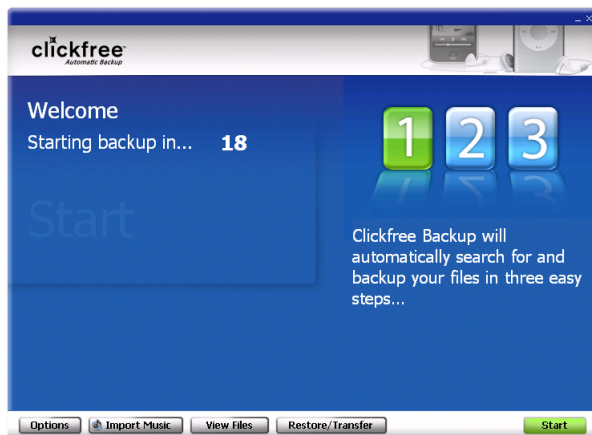 clickfree
Automatic Backup
Welcome
Starting backup in... 18
Start
1 2 3
Clickfree Backup will
automatically search for and
backup your files in three easy
steps...
Options Import Music View Files Restore/Transfer Start